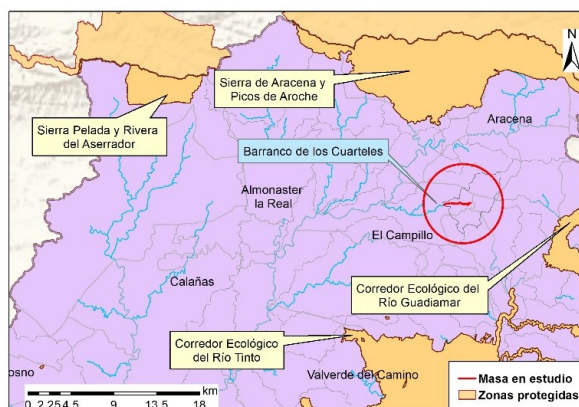 N
Sierra de Aracena y
Picos de Aroche
Aracena
Sierra Pelada y Rivera
del Aserrador
Barranco de los Cuarteles
Almonaster
la Real
El Campillo
Calañas
Corredor Ecológico del
Río Guadiamar
Corredor Ecológico
del Río Tinto
osno
Valverde del Camino
km
0 2.25 4.5 9 13.5 18
Masa en estudio
Zonas protegidas